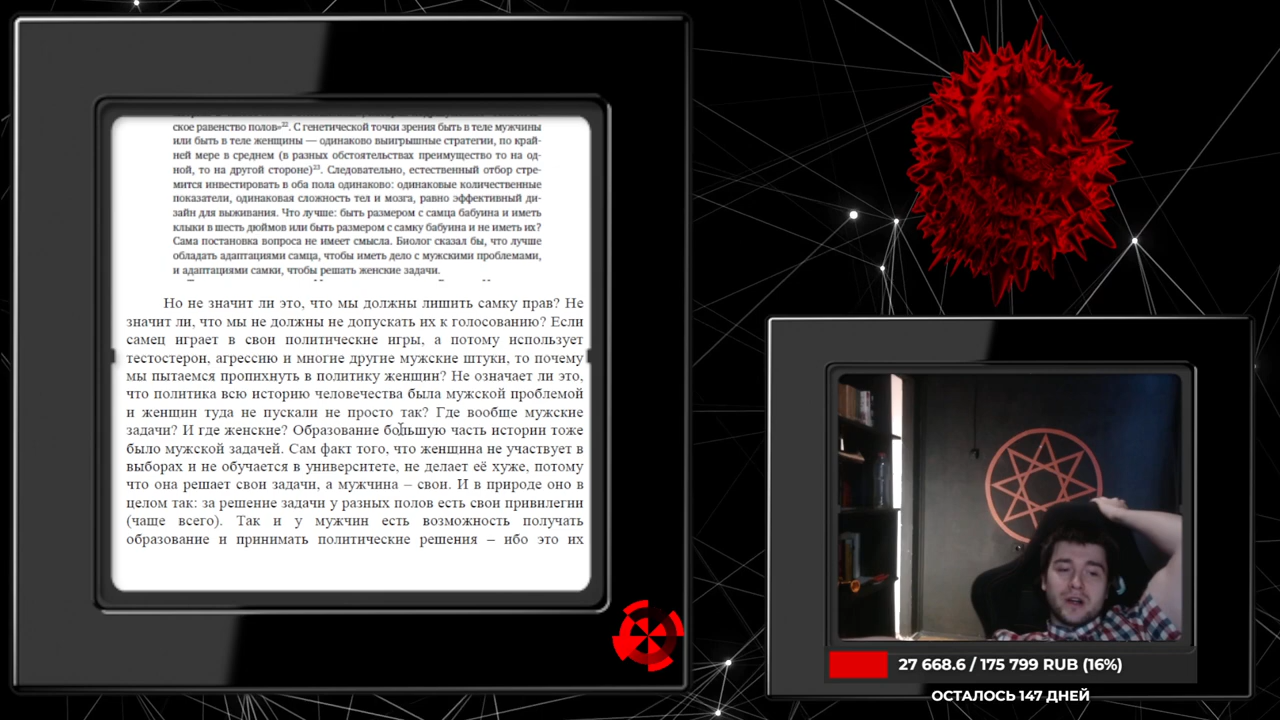 ское равенство полов»²². С генетической точки зрения быть в теле мужчины
или быть в теле женщины — одинаково выигрышные стратегии, по край-
ней мере в среднем (в разных обстоятельствах преимущество то на од-
ной, то на другой стороне)²³. Следовательно, естественный отбор стре-
мится инвестировать в оба пола одинаково: одинаковые количественные
показатели, одинаковая сложность тел и мозга, равно эффективный ди-
зайн для выживания. Что лучше: быть размером с самца бабуина и иметь
клыки в шесть дюймов или быть размером с самку бабуина и не иметь их?
Сама постановка вопроса не имеет смысла. Биолог сказал бы, что лучше
обладать адаптациями самца, чтобы иметь дело с мужскими проблемами,
и адаптациями самки, чтобы решать женские задачи.
Но не значит ли это, что мы должны лишить самку прав? Не
значит ли, что мы не должны не допускать их к голосованию? Если
самец играет в свои политические игры, а потому использует
тестостерон, агрессию и многие другие мужские штуки, то почему
мы пытаемся пропихнуть в политику женщин? Не означает ли это,
что политика всю историю человечества была мужской проблемой
и женщин туда не пускали не просто так? Где вообще мужские
задачи? И где женские? Образование большую часть истории тоже
было мужской задачей. Сам факт того, что женщина не участвует в
выборах и не обучается в университете, не делает её хуже, потому
что она решает свои задачи, а мужчина – свои. И в природе оно в
целом так: за решение задачи у разных полов есть свои привилегии
(чаще всего). Так и у мужчин есть возможность получать
образование и принимать политические решения – ибо это их
27 668.6 / 175 799 RUB (16%)
ОСТАЛОСЬ 147 ДНЕЙ